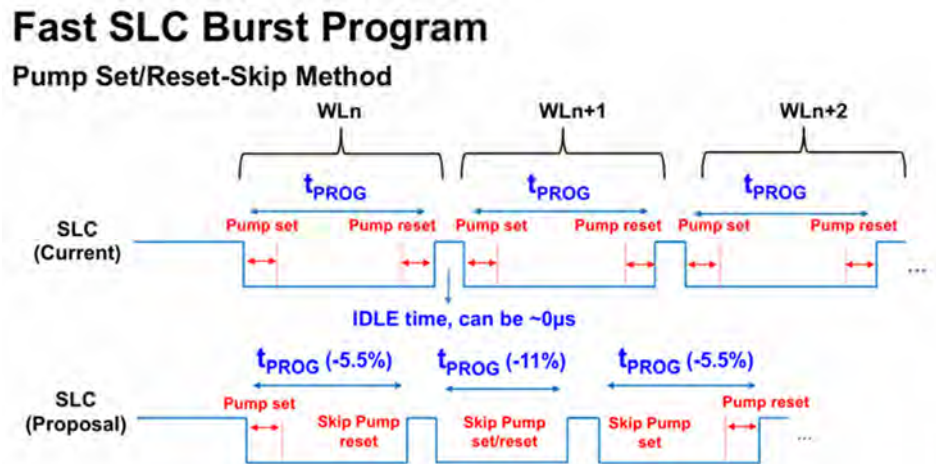 Fast SLC Burst Program
Pump Set/Reset-Skip Method
WLn WLn+1 WLn+2
tPROG tPROG tPROG
Pump set Pump reset Pump set Pump reset Pump set Pump reset
SLC
(Current)
...
IDLE time, can be ~0µs
tPROG (-5.5%) tPROG (-11%) tPROG (-5.5%)
SLC
(Proposal)
Pump set Pump reset
Skip Pump
reset
Skip Pump
set/reset
Skip Pump
set
...